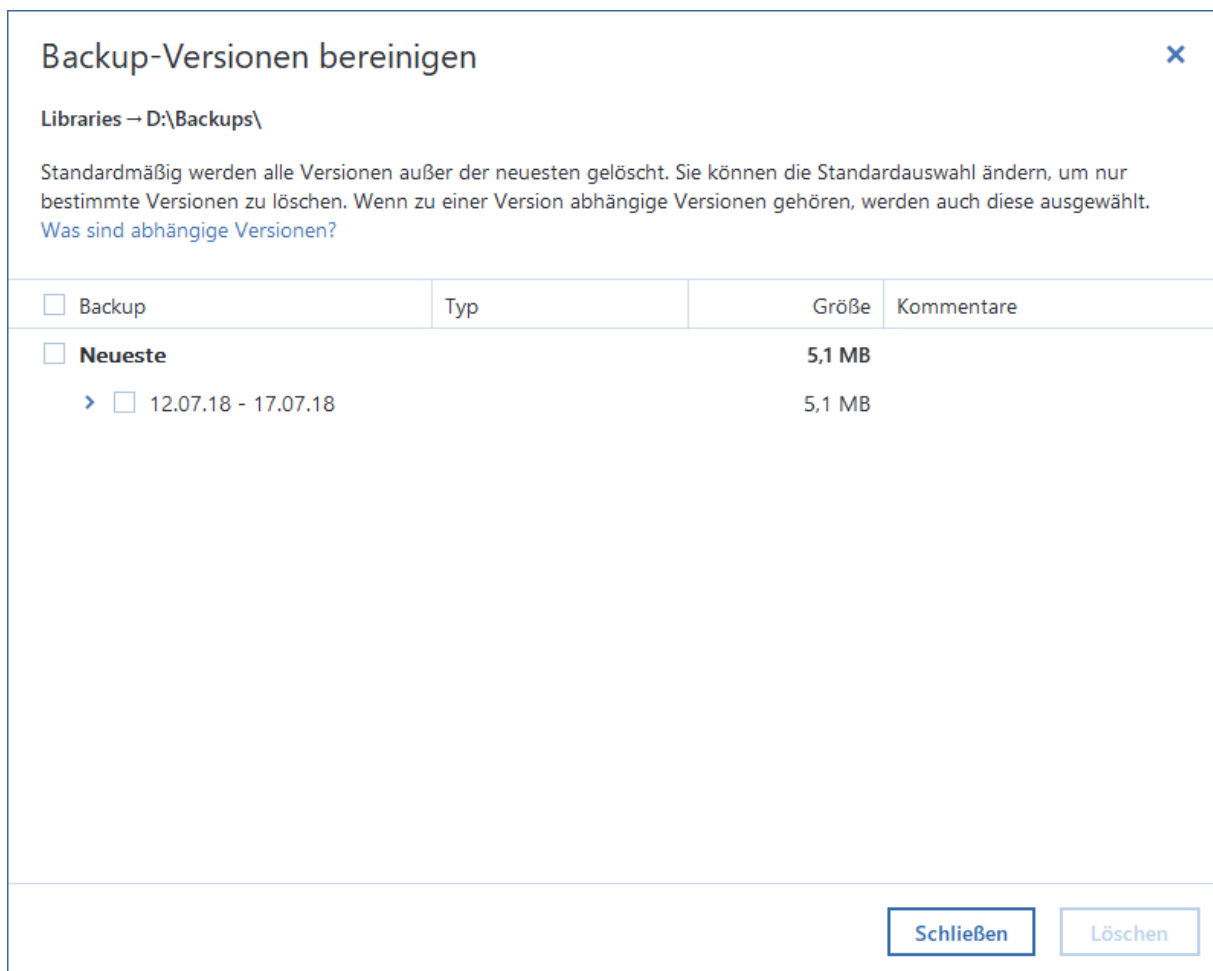 Backup-Versionen bereinigen
Libraries → D:\Backups\
Standardmäßig werden alle Versionen außer der neuesten gelöscht. Sie können die Standardauswahl ändern, um nur
bestimmte Versionen zu löschen. Wenn zu einer Version abhängige Versionen gehören, werden auch diese ausgewählt.
Was sind abhängige Versionen?
Backup Typ Größe Kommentare
Neueste 5,1 MB
12.07.18 - 17.07.18 5,1 MB
Schließen Löschen